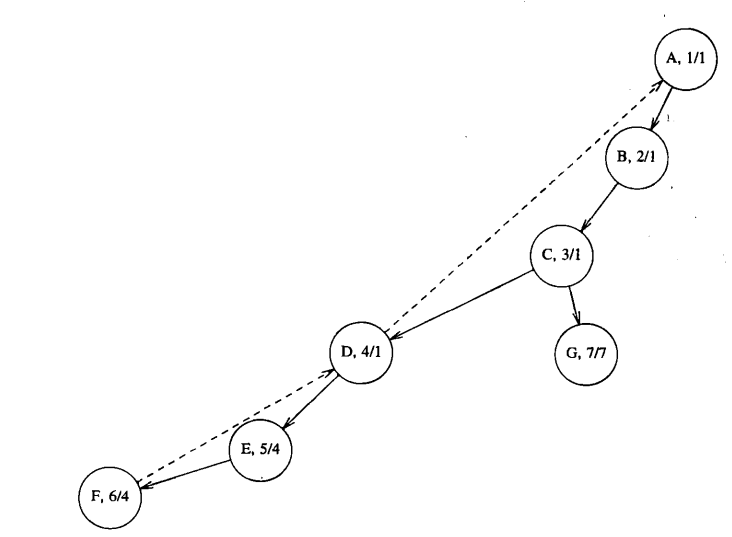 A, 1/1
B, 2/1
C, 3/1
D, 4/1
G, 7/7
E, 5/4
F, 6/4